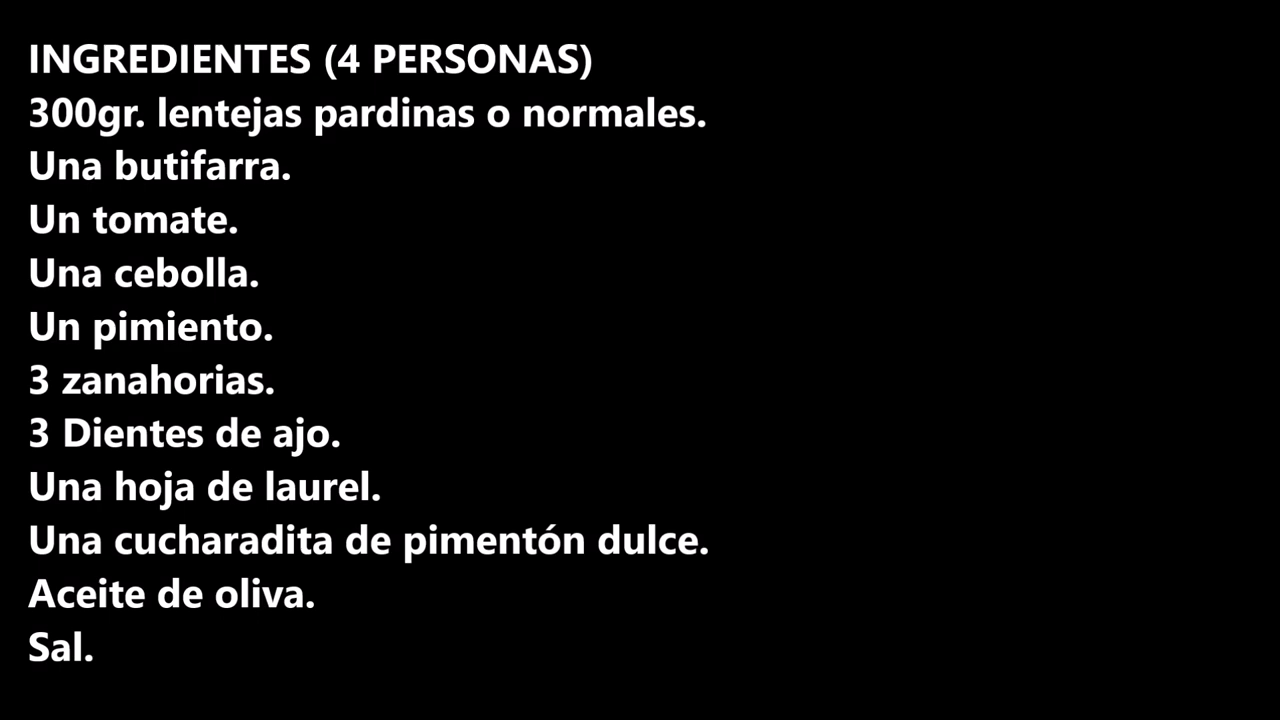 INGREDIENTES (4 PERSONAS)
300gr. lentejas pardinas o normales.
Una butifarra.
Un tomate.
Una cebolla.
Un pimiento.
3 zanahorias.
3 Dientes de ajo.
Una hoja de laurel.
Una cucharadita de pimentón dulce.
Aceite de oliva.
Sal.